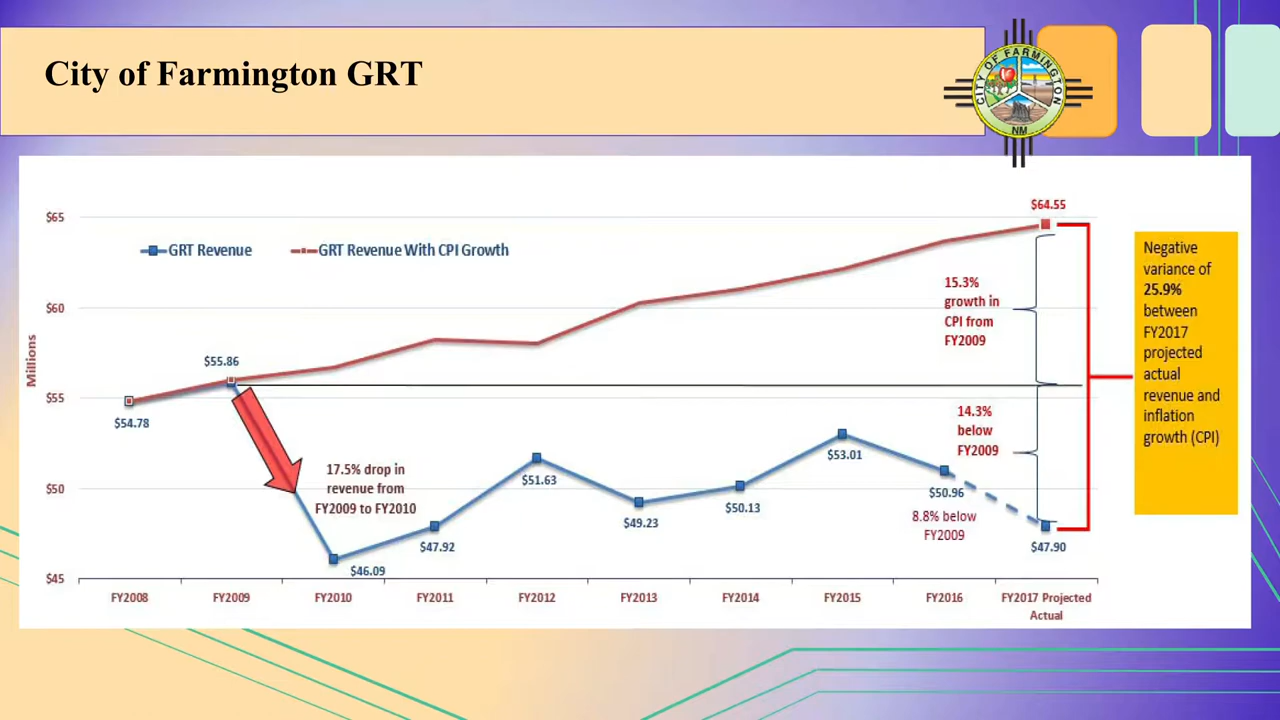 City of Farmington GRT
CITY OF FARMINGTON
NM
$65
$60
$55
$50
$45
Millions
GRT Revenue
GRT Revenue With CPI Growth
$64.55
15.3%
growth in
CPI from
FY2009
$55.86
$54.78
14.3%
below
FY2009
17.5% drop in
revenue from
FY2009 to FY2010
$46.09
$47.92
$51.63
$49.23
$50.13
$53.01
$50.96
8.8% below
FY2009
$47.90
FY2008
FY2009
FY2010
FY2011
FY2012
FY2013
FY2014
FY2015
FY2016
FY2017 Projected
Actual
Negative
variance of
25.9%
between
FY2017
projected
actual
revenue and
inflation
growth (CPI)